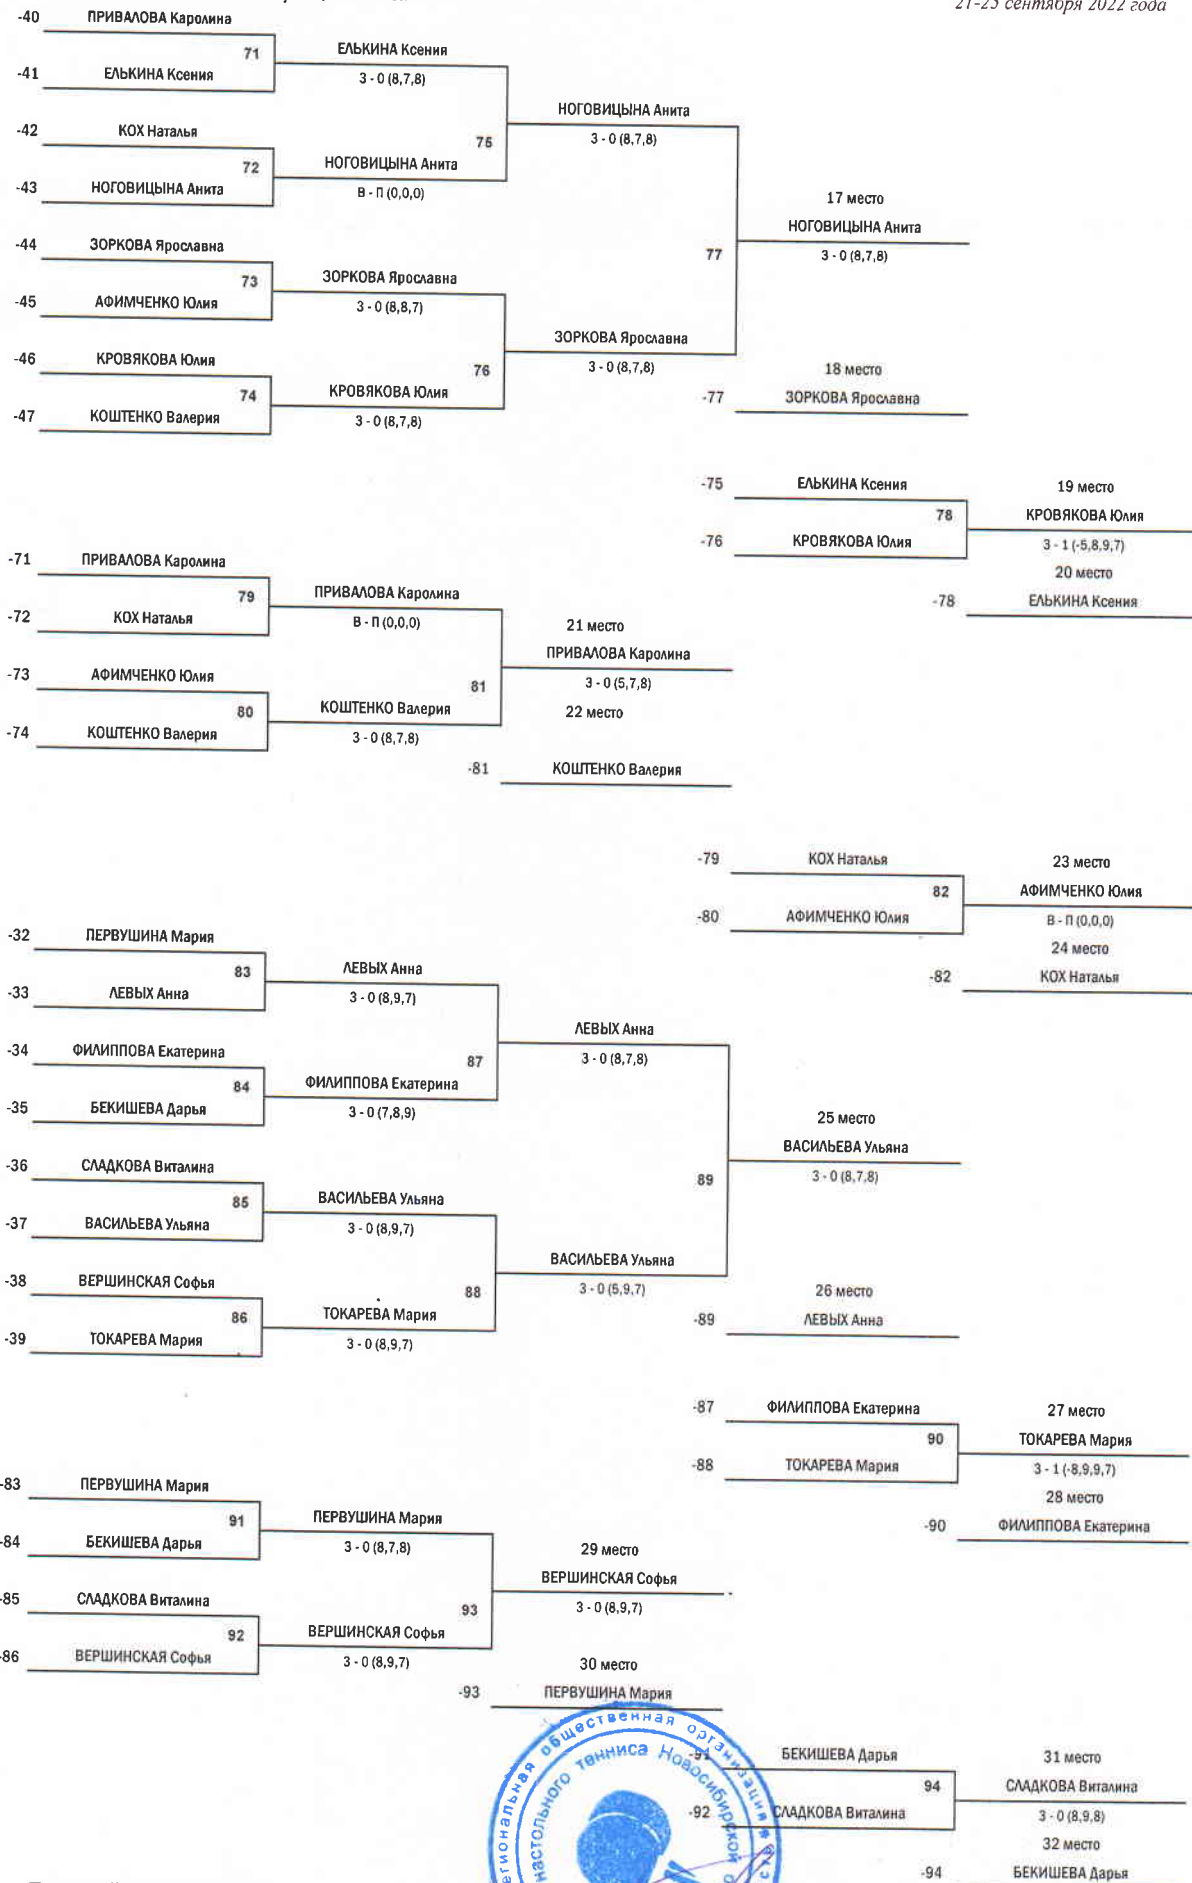 21-25 сентября 2022 года
-40 ПРИВАЛОВА Каролина
71
-41 ЕЛЬКИНА Ксения
ЕЛЬКИНА Ксения
3 - 0 (8,7,8)
-42 КОХ Наталья
72
-43 НОГОВИЦЫНА Анита
НОГОВИЦЫНА Анита
В - П (0,0,0)
75
НОГОВИЦЫНА Анита
3 - 0 (8,7,8)
-44 ЗОРКОВА Ярославна
73
-45 АФИМЧЕНКО Юлия
ЗОРКОВА Ярославна
3 - 0 (8,8,7)
-46 КРОВЯКОВА Юлия
74
-47 КОШТЕНКО Валерия
КРОВЯКОВА Юлия
3 - 0 (8,7,8)
76
ЗОРКОВА Ярославна
3 - 0 (8,7,8)
77
17 место
НОГОВИЦЫНА Анита
3 - 0 (8,7,8)
18 место
-77 ЗОРКОВА Ярославна
-75 ЕЛЬКИНА Ксения
78
-76 КРОВЯКОВА Юлия
19 место
КРОВЯКОВА Юлия
3 - 1 (-5,8,9,7)
20 место
-78 ЕЛЬКИНА Ксения
-71 ПРИВАЛОВА Каролина
79
-72 КОХ Наталья
ПРИВАЛОВА Каролина
В - П (0,0,0)
-73 АФИМЧЕНКО Юлия
80
-74 КОШТЕНКО Валерия
КОШТЕНКО Валерия
3 - 0 (8,7,8)
81
21 место
ПРИВАЛОВА Каролина
3 - 0 (5,7,8)
22 место
-81 КОШТЕНКО Валерия
-79 КОХ Наталья
82
-80 АФИМЧЕНКО Юлия
23 место
АФИМЧЕНКО Юлия
В - П (0,0,0)
24 место
-82 КОХ Наталья
-32 ПЕРВУШИНА Мария
83
-33 ЛЕВЫХ Анна
ЛЕВЫХ Анна
3 - 0 (8,9,7)
-34 ФИЛИППОВА Екатерина
84
-35 БЕКИШЕВА Дарья
ФИЛИППОВА Екатерина
3 - 0 (7,8,9)
87
ЛЕВЫХ Анна
3 - 0 (8,7,8)
-36 СЛАДКОВА Виталина
85
-37 ВАСИЛЬЕВА Ульяна
ВАСИЛЬЕВА Ульяна
3 - 0 (8,9,7)
-38 ВЕРШИНСКАЯ Софья
86
-39 ТОКАРЕВА Мария
ТОКАРЕВА Мария
3 - 0 (8,9,7)
88
ВАСИЛЬЕВА Ульяна
3 - 0 (5,9,7)
89
25 место
ВАСИЛЬЕВА Ульяна
3 - 0 (8,7,8)
26 место
-89 ЛЕВЫХ Анна
-87 ФИЛИППОВА Екатерина
90
-88 ТОКАРЕВА Мария
27 место
ТОКАРЕВА Мария
3 - 1 (-8,9,9,7)
28 место
-90 ФИЛИППОВА Екатерина
-83 ПЕРВУШИНА Мария
91
-84 БЕКИШЕВА Дарья
ПЕРВУШИНА Мария
3 - 0 (8,7,8)
-85 СЛАДКОВА Виталина
92
-86 ВЕРШИНСКАЯ Софья
ВЕРШИНСКАЯ Софья
3 - 0 (8,9,7)
93
29 место
ВЕРШИНСКАЯ Софья
3 - 0 (8,9,7)
30 место
-93 ПЕРВУШИНА Мария
-91 БЕКИШЕВА Дарья
94
-92 СЛАДКОВА Виталина
31 место
СЛАДКОВА Виталина
3 - 0 (8,9,8)
32 место
-94 БЕКИШЕВА Дарья
общественная организация
настольного тенниса Новосибирской